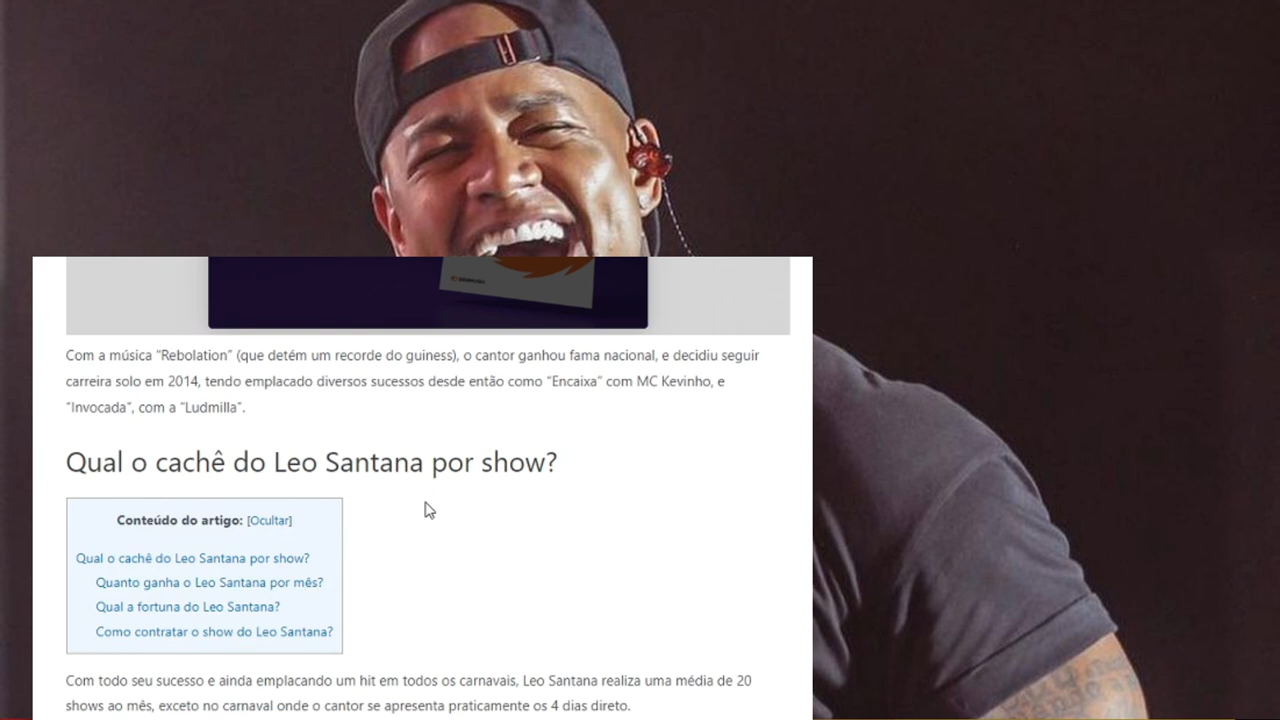 Com a música “Rebolation” (que detém um recorde do guiness), o cantor ganhou fama nacional, e decidiu seguir
carreira solo em 2014, tendo emplacado diversos sucessos desde então como “Encaixa” com MC Kevinho, e
“Invocada”, com a “Ludmilla”.
Qual o cachê do Leo Santana por show?
Conteúdo do artigo: [Ocultar]
Qual o cachê do Leo Santana por show?
Quanto ganha o Leo Santana por mês?
Qual a fortuna do Leo Santana?
Como contratar o show do Leo Santana?
Com todo seu sucesso e ainda emplacando um hit em todos os carnavais, Leo Santana realiza uma média de 20
shows ao mês, exceto no carnaval onde o cantor se apresenta praticamente os 4 dias direto.